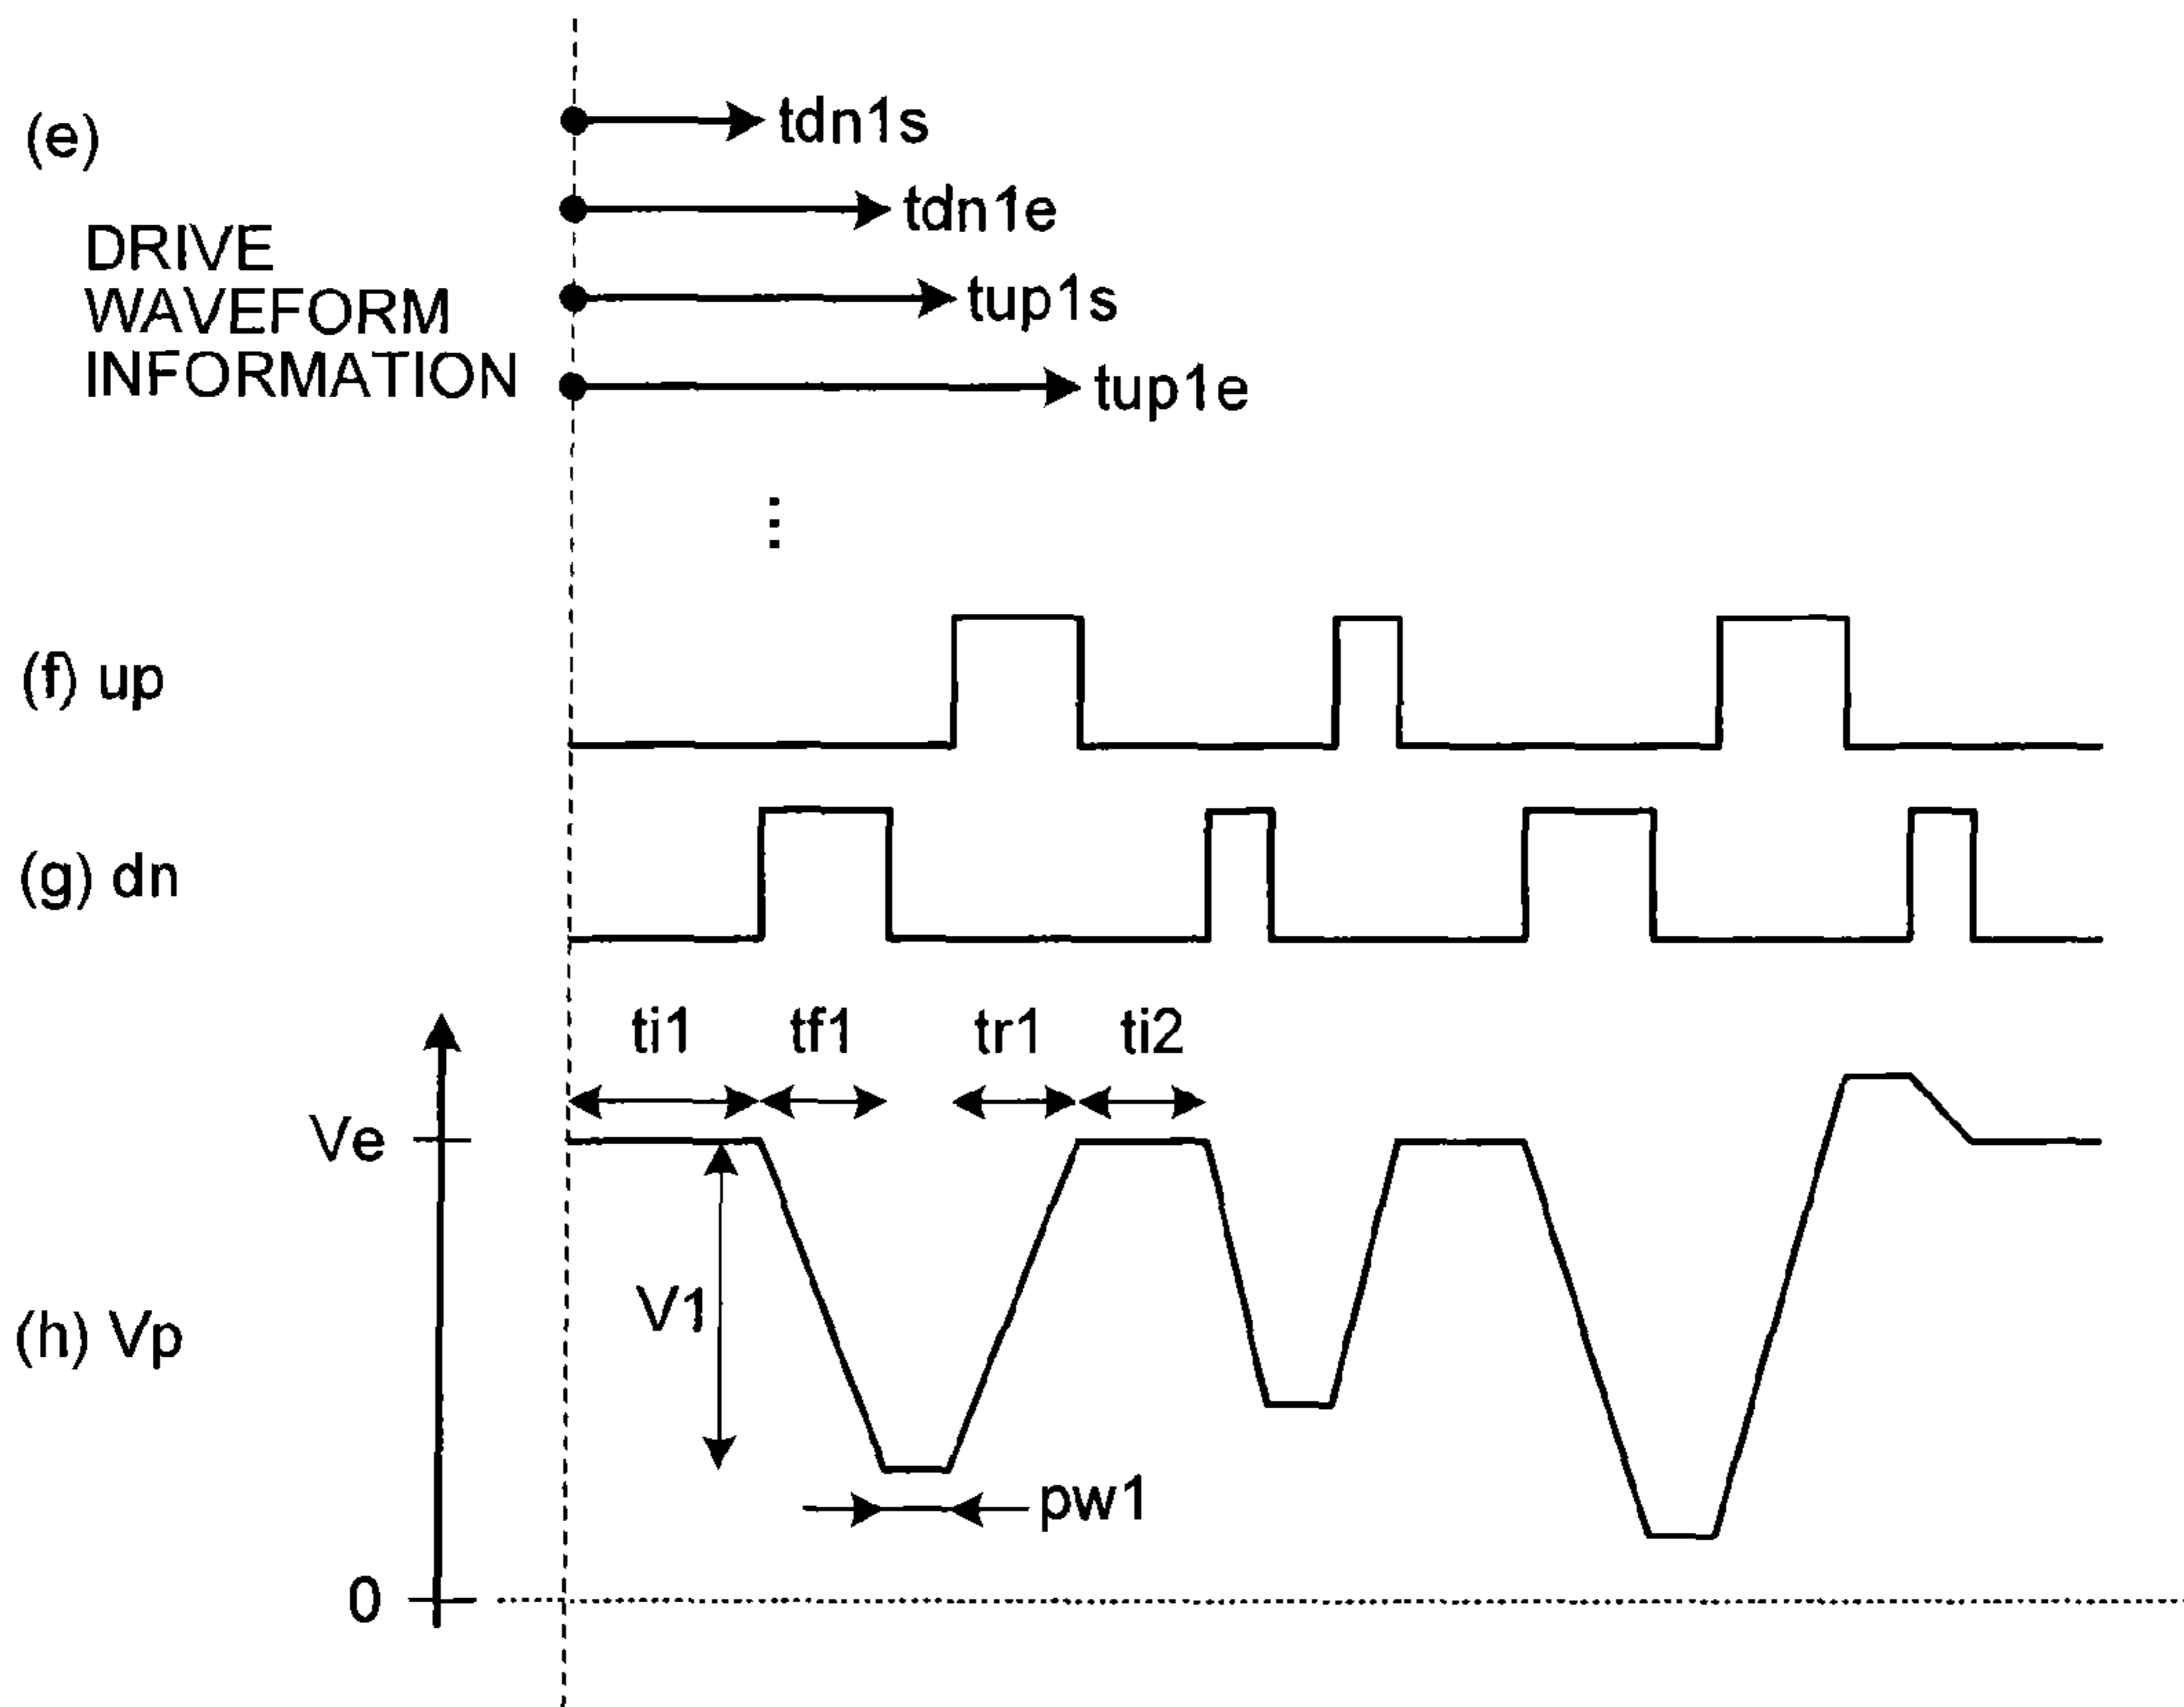 (e)
tdn1s
tdn1e
DRIVE
WAVEFORM
INFORMATION
tup1s
tup1e
(f) up
(g) dn
ti1
tf1
tr1
ti2
Ve
V1
(h) Vp
pw1
0